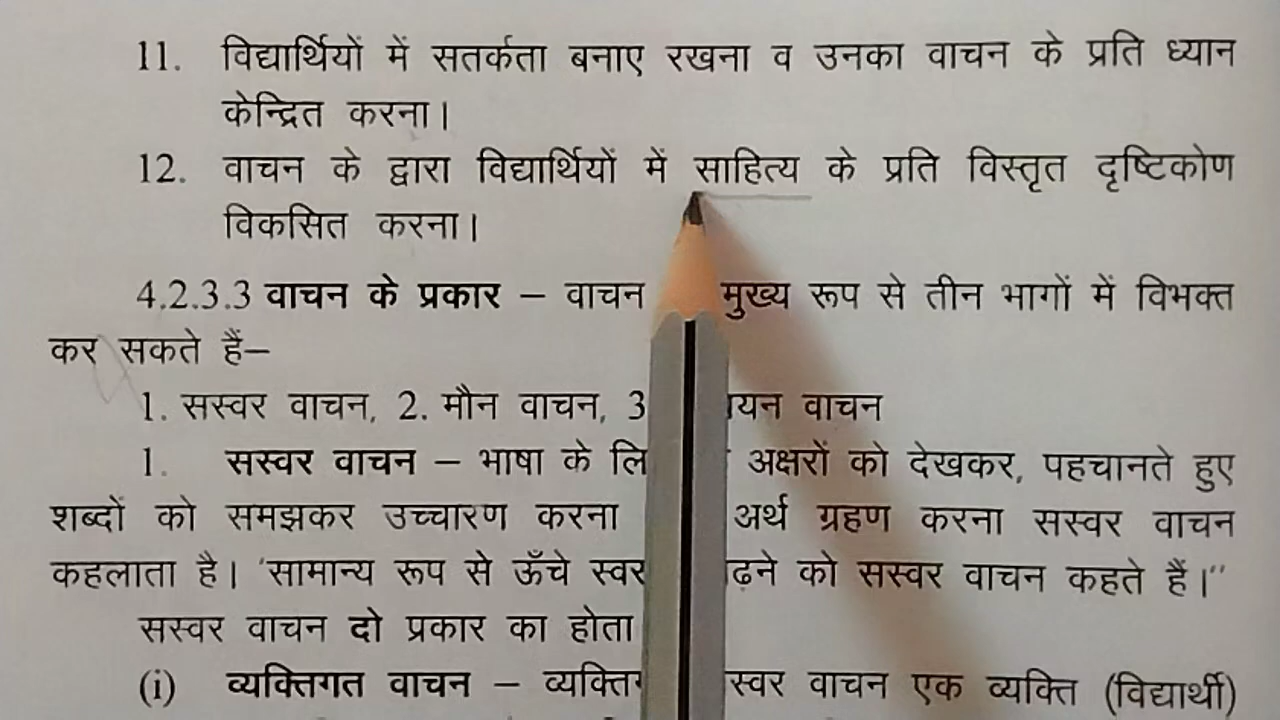 11. विद्यार्थियों में सतर्कता बनाए रखना व उनका वाचन के प्रति ध्यान
केन्द्रित करना।
12. वाचन के द्वारा विद्यार्थियों में साहित्य के प्रति विस्तृत दृष्टिकोण
विकसित करना।
4.2.3.3 वाचन के प्रकार – वाचन मुख्य रूप से तीन भागों में विभक्त
कर सकते हैं–
1. सस्वर वाचन, 2. मौन वाचन, 3 वाचन
1. सस्वर वाचन – भाषा के अक्षरों को देखकर, पहचानते हुए
शब्दों को समझकर उच्चारण करना अर्थ ग्रहण करना सस्वर वाचन
कहलाता है। 'सामान्य रूप से ऊँचे स्वर को सस्वर वाचन कहते हैं।''
सस्वर वाचन दो प्रकार का होता
(i) व्यक्तिगत वाचन – वाचन एक व्यक्ति (विद्यार्थी)